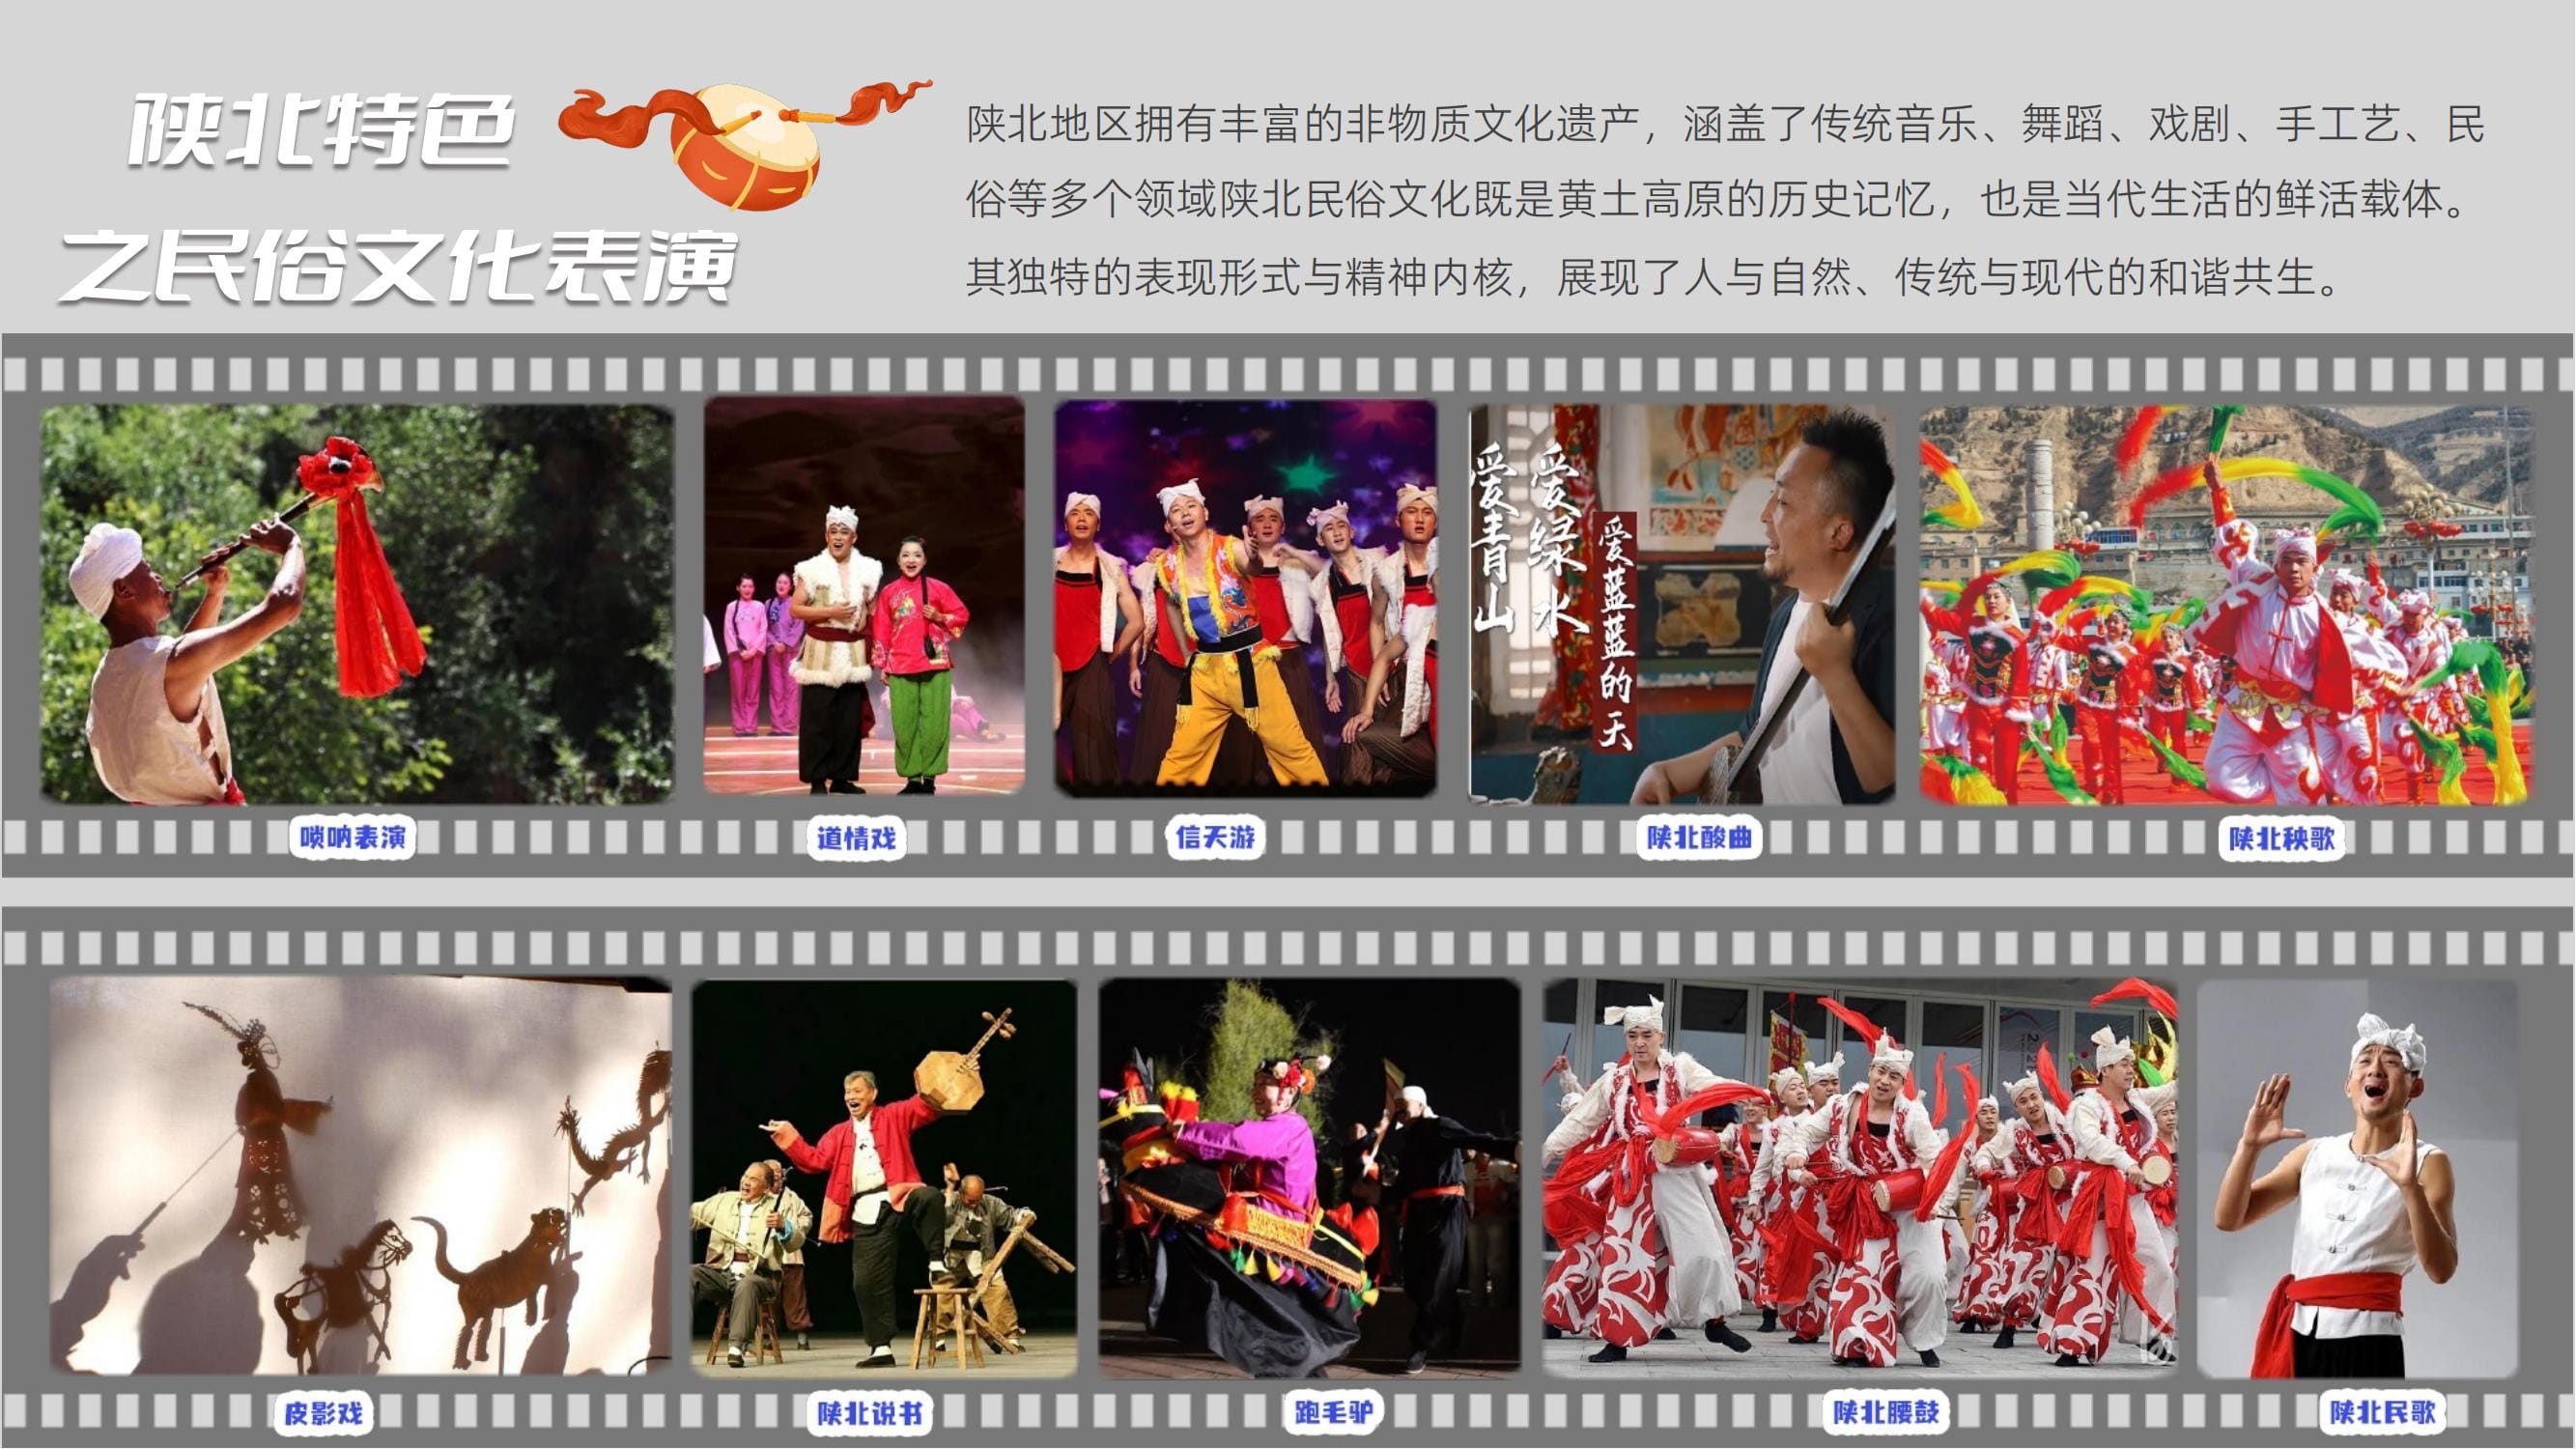 陕北特色
之民俗文化表演
陕北地区拥有丰富的非物质文化遗产，涵盖了传统音乐、舞蹈、戏剧、手工艺、民
俗等多个领域陕北民俗文化既是黄土高原的历史记忆，也是当代生活的鲜活载体。
其独特的表现形式与精神内核，展现了人与自然、传统与现代的和谐共生。
爱青山
爱绿水
爱蓝蓝的天
唢呐表演
道情戏
信天游
陕北酸曲
陕北秧歌
皮影戏
陕北说书
跑毛驴
陕北腰鼓
陕北民歌